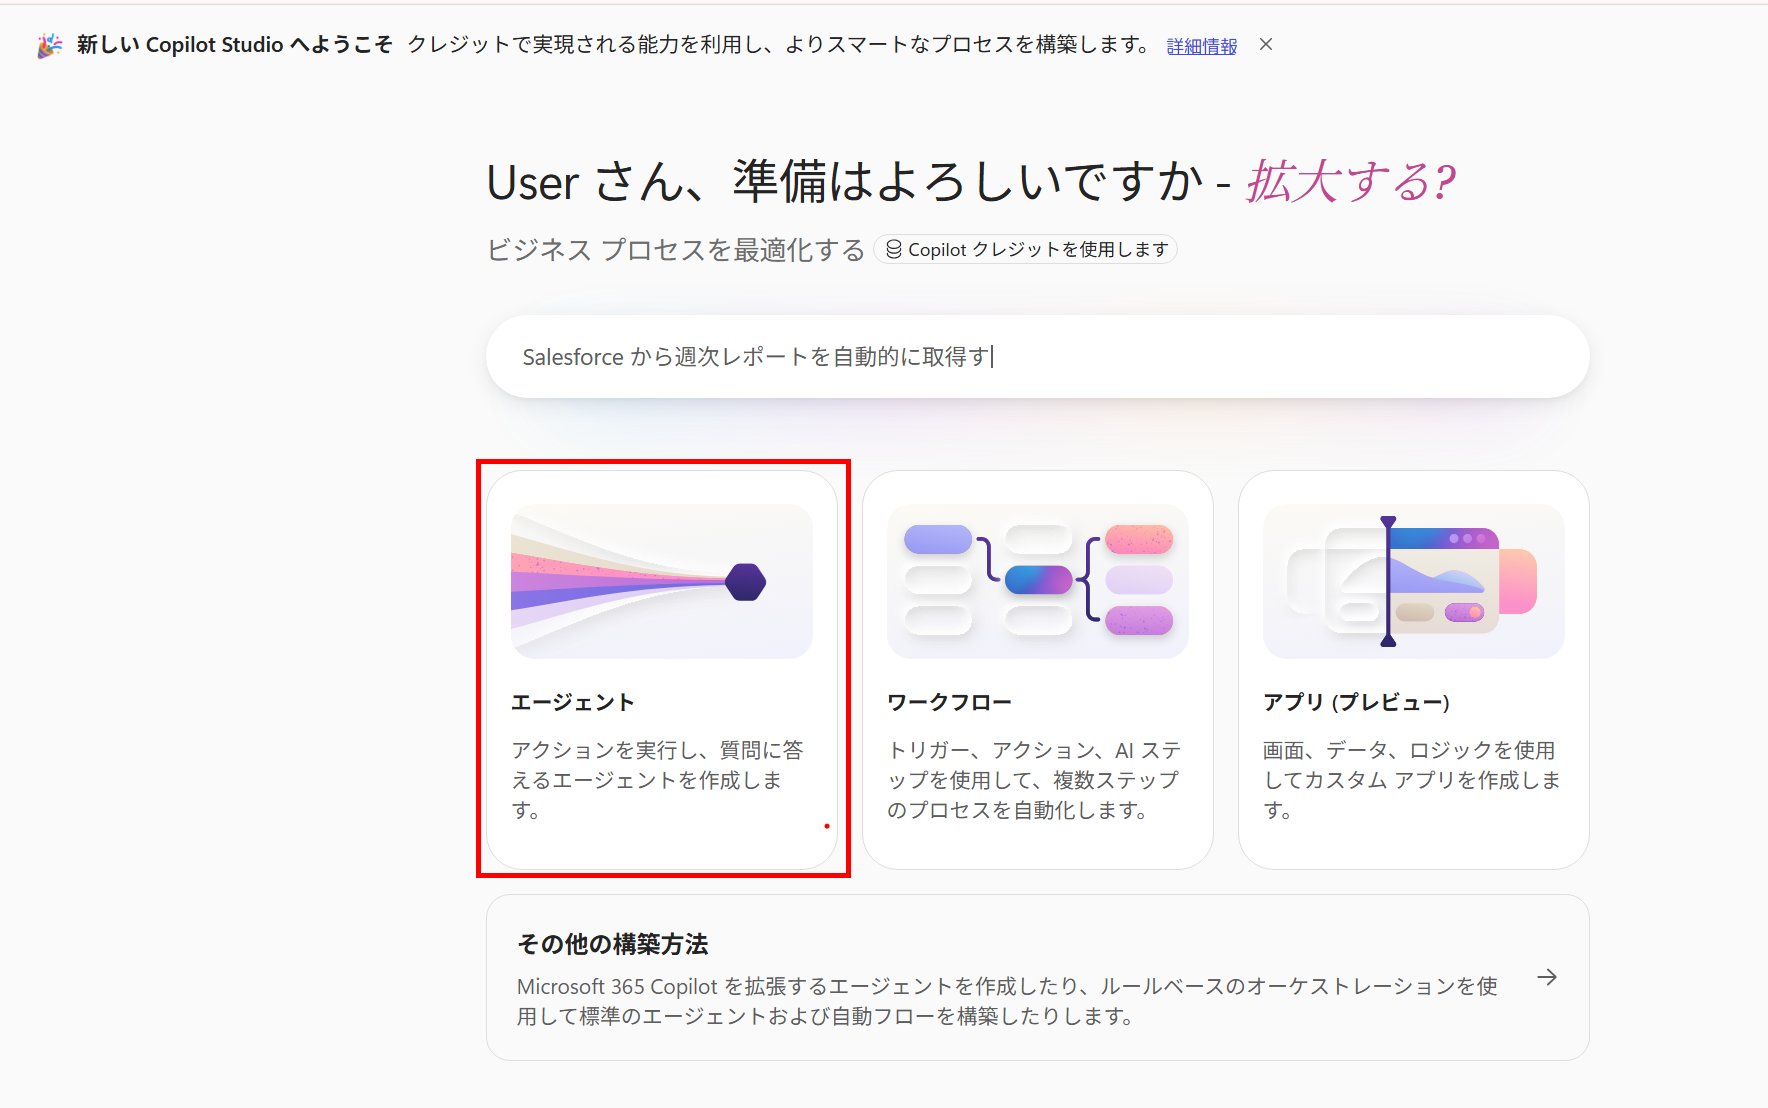 新しい Copilot Studio へようこそ クレジットで実現される能力を利用し、よりスマートなプロセスを構築します。 詳細情報
User さん、準備はよろしいですか - 拡大する?
ビジネス プロセスを最適化する Copilot クレジットを使用します
Salesforce から週次レポートを自動的に取得す
エージェント
アクションを実行し、質問に答
えるエージェントを作成しま
す。
ワークフロー
トリガー、アクション、AI ステ
ップを使用して、複数ステップ
のプロセスを自動化します。
アプリ (プレビュー)
画面、データ、ロジックを使用
してカスタム アプリを作成しま
す。
その他の構築方法
Microsoft 365 Copilot を拡張するエージェントを作成したり、ルールベースのオーケストレーションを使
用して標準のエージェントおよび自動フローを構築したりします。